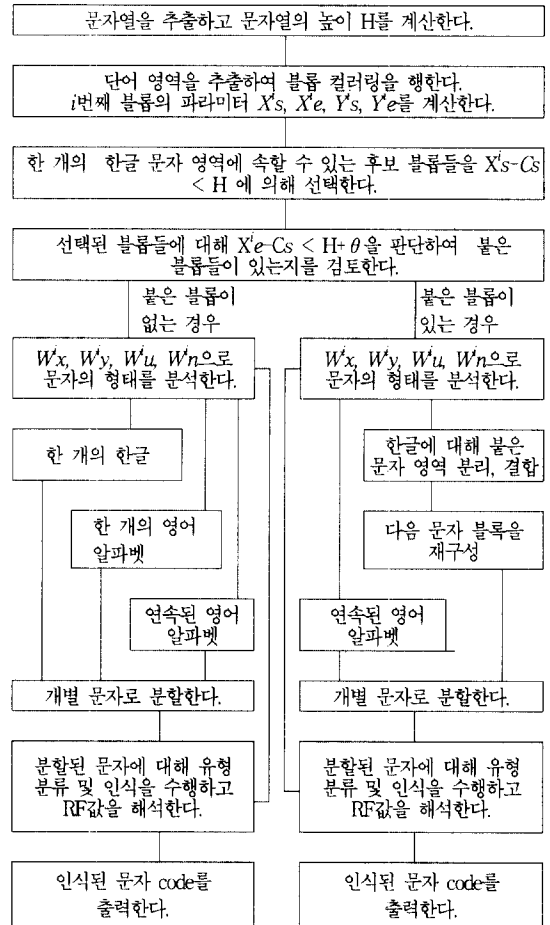 문자열을 추출하고 문자열의 높이 H를 계산한다.
단어 영역을 추출하여 블롭 컬러링을 행한다.
i번째 블롭의 파라미터 Xⁱs, Xⁱe, Yⁱs, Yⁱe를 계산한다.
한 개의 한글 문자 영역에 속할 수 있는 후보 블롭들을 Xⁱs-Cs
< H 에 의해 선택한다.
선택된 블롭들에 대해 Xⁱe-Cs < H+θ을 판단하여 붙은
블롭들이 있는지를 검토한다.
붙은 블롭이
없는 경우
Wⁱx, Wⁱy, Wⁱu, Wⁱn으로
문자의 형태를 분석한다.
한 개의 한글
한 개의 영어
알파벳
연속된 영어
알파벳
개별 문자로 분할한다.
분할된 문자에 대해 유형
분류 및 인식을 수행하고
RF값을 해석한다.
인식된 문자 code를
출력한다.
붙은 블롭이
있는 경우
Wⁱx, Wⁱy, Wⁱu, Wⁱn으로
문자의 형태를 분석한다.
한글에 대해 붙은
문자 영역 분리, 결합
다음 문자 블록을
재구성
연속된 영어
알파벳
개별 문자로 분할한다.
분할된 문자에 대해 유형
분류 및 인식을 수행하고
RF값을 해석한다.
인식된 문자 code를
출력한다.